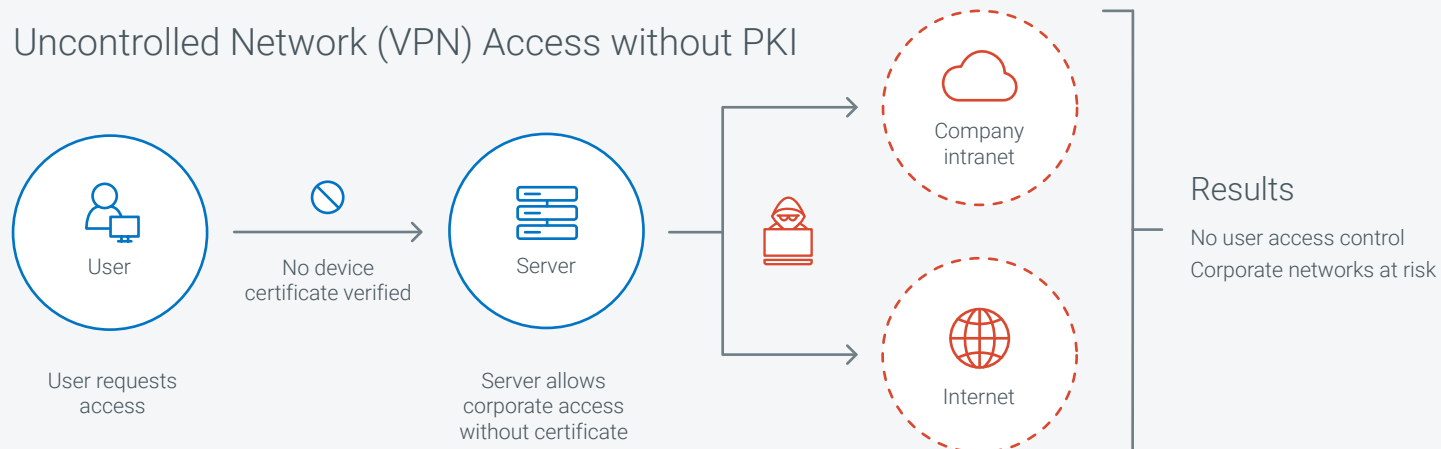 Uncontrolled Network (VPN) Access without PKI
User
No device
certificate verified
Server
Company
intranet
Internet
User requests
access
Server allows
corporate access
without certificate
Results
No user access control
Corporate networks at risk